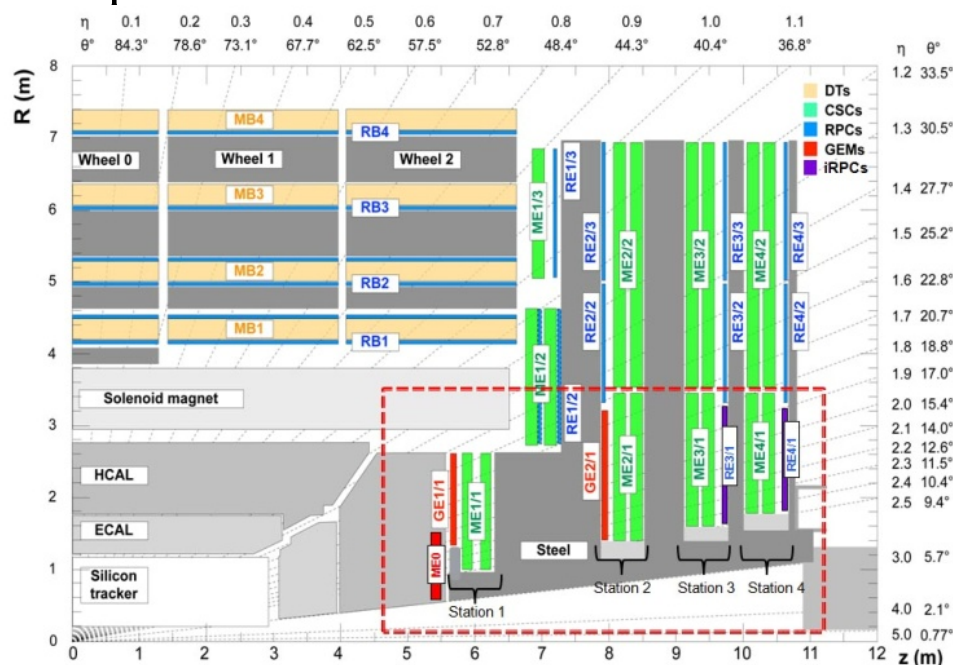 η 0.1 0.2 0.3 0.4 0.5 0.6 0.7 0.8 0.9 1.0 1.1
θ° 84.3° 78.6° 73.1° 67.7° 62.5° 57.5° 52.8° 48.4° 44.3° 40.4° 36.8°
η θ°
R (m)
8
7
6
5
4
3
2
1
0
1.2 33.5°
1.3 30.5°
1.4 27.7°
1.5 25.2°
1.6 22.8°
1.7 20.7°
1.8 18.8°
1.9 17.0°
2.0 15.4°
2.1 14.0°
2.2 12.6°
2.3 11.5°
2.4 10.4°
2.5 9.4°
3.0 5.7°
4.0 2.1°
5.0 0.77°
DTs
CSCs
RPCs
GEMs
iRPCs
MB4
RB4
Wheel 0 Wheel 1 Wheel 2
MB3
RB3
MB2
RB2
MB1
RB1
Solenoid magnet
HCAL
ECAL
Silicon
tracker
Steel
ME1/3
RE1/3
ME1/2
RE1/2
RE2/3
RE2/2
ME2/2
ME3/2
RE3/3
RE3/2
ME4/2
RE4/3
RE4/2
GE1/1
ME1/1
ME0
GE2/1
ME2/1
ME3/1
RE3/1
ME4/1
RE4/1
Station 1
Station 2
Station 3
Station 4
0 1 2 3 4 5 6 7 8 9 10 11 12
z (m)